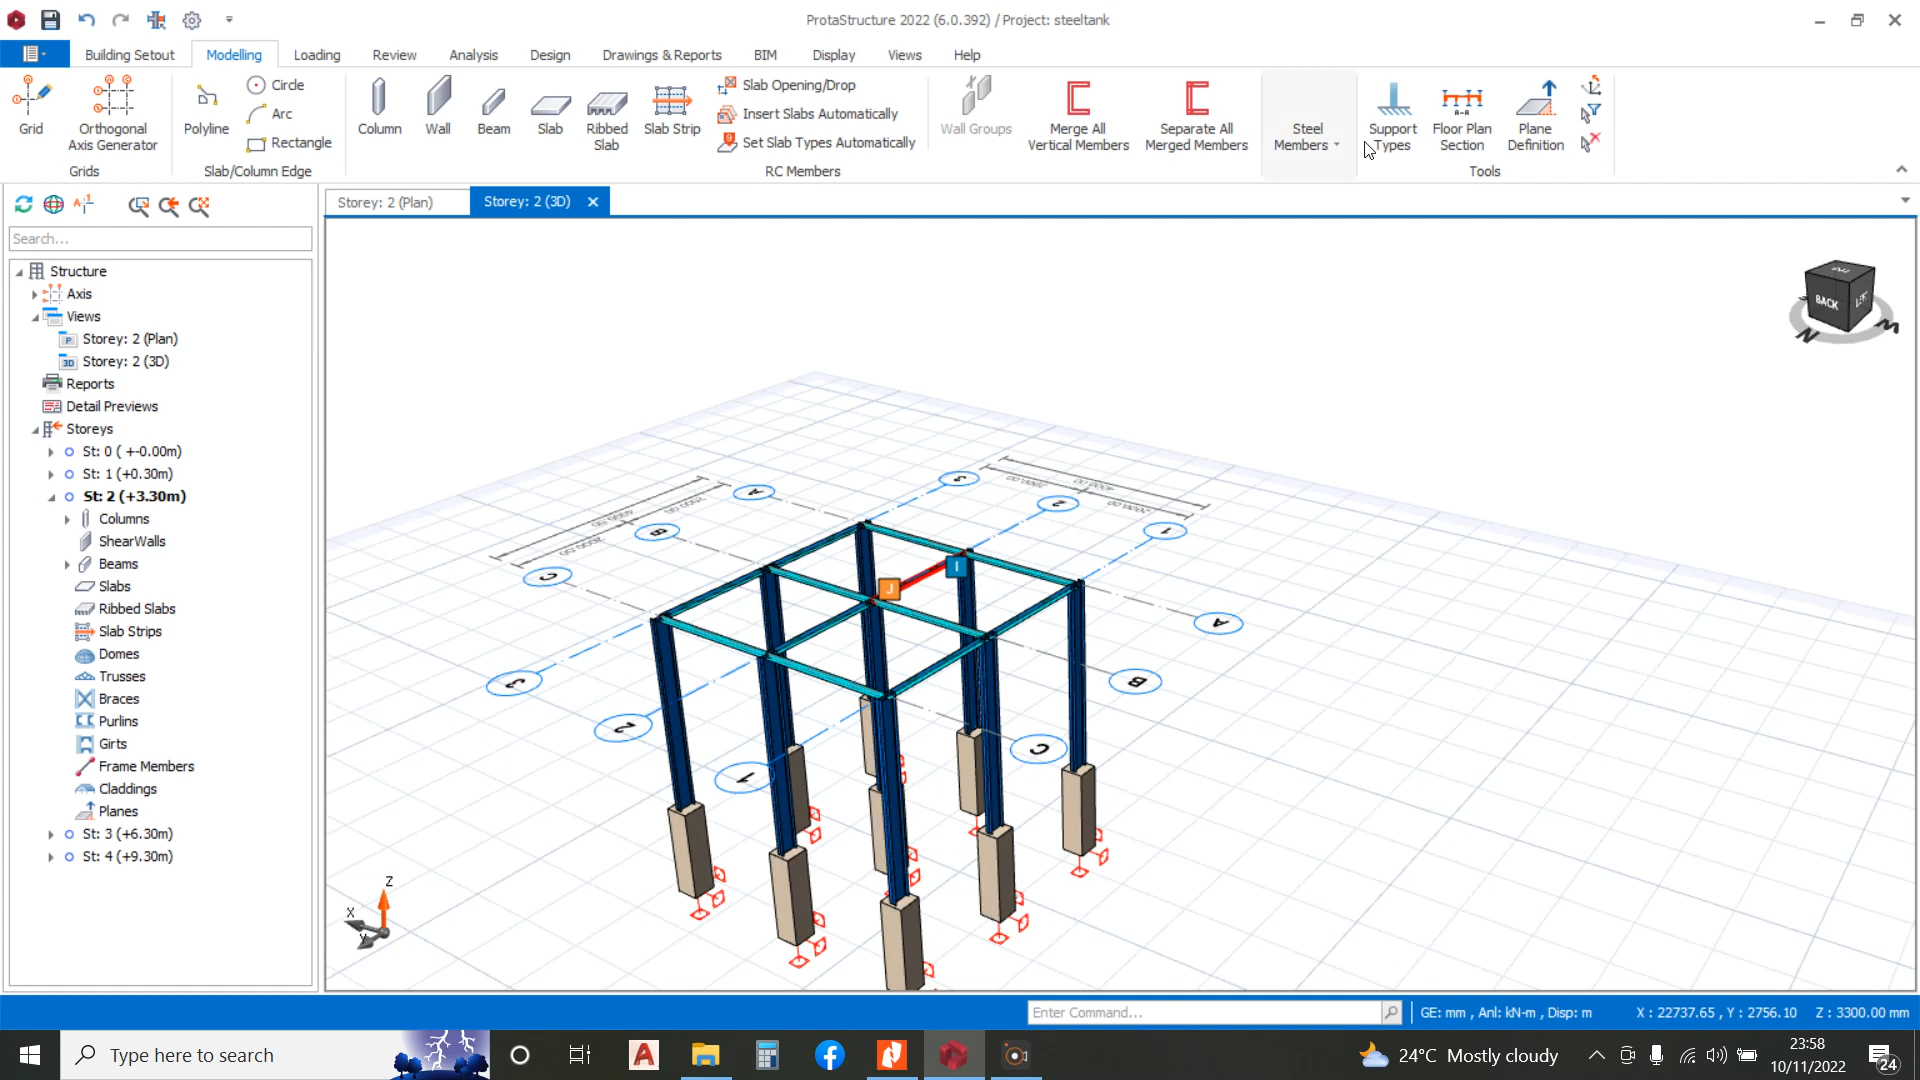 ProtaStructure 2022 (6.0.392) / Project: steeltank
Building Setout
Modelling
Loading
Review
Analysis
Design
Drawings & Reports
BIM
Display
Views
Help
Grid
Orthogonal
Axis Generator
Grids
Polyline
Circle
Arc
Rectangle
Slab/Column Edge
Column
Wall
Beam
Slab
Ribbed
Slab
Slab Strip
Slab Opening/Drop
Insert Slabs Automatically
Set Slab Types Automatically
RC Members
Wall Groups
Merge All
Vertical Members
Separate All
Merged Members
Steel
Members
Support
Types
Floor Plan
Section
Plane
Definition
Tools
Storey: 2 (Plan)
Storey: 2 (3D)
Search...
Structure
Axis
Views
Storey: 2 (Plan)
Storey: 2 (3D)
Reports
Detail Previews
Storeys
St: 0 ( +-0.00m)
St: 1 (+0.30m)
St: 2 (+3.30m)
Columns
ShearWalls
Beams
Slabs
Ribbed Slabs
Slab Strips
Domes
Trusses
Braces
Purlins
Girts
Frame Members
Claddings
Planes
St: 3 (+6.30m)
St: 4 (+9.30m)
BACK
3
2
1
A
B
C
J
I
A
B
C
3
2
1
Z
X
Y
N
Enter Command...
GE: mm , Anl: kN-m , Disp: m
X : 22737.65 , Y : 2756.10
Z : 3300.00 mm
Type here to search
24°C Mostly cloudy
23:58
10/11/2022
24